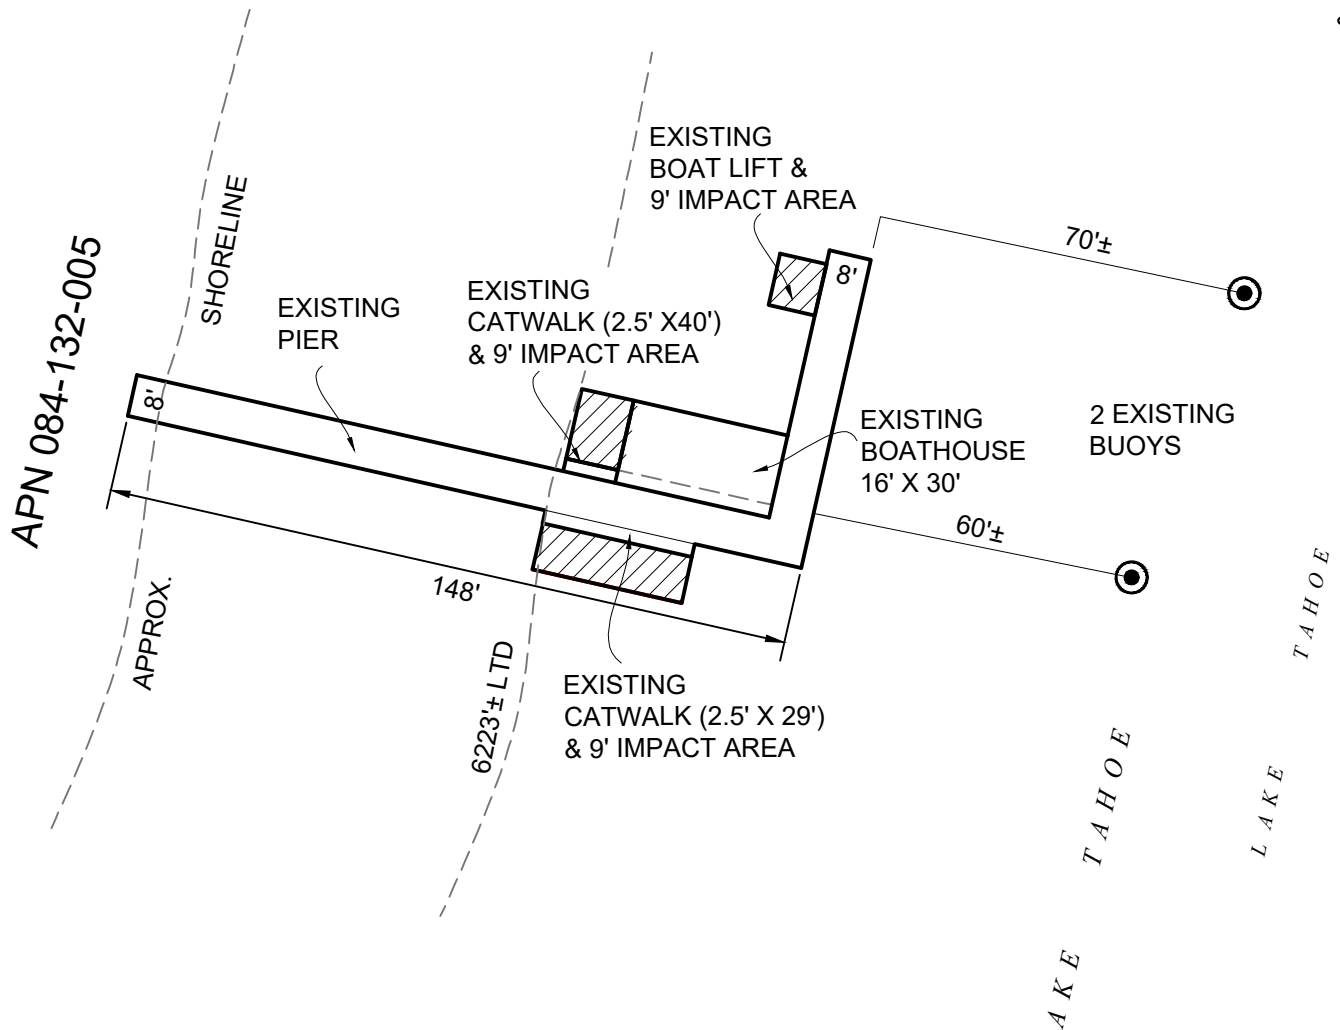 EXISTING
BOAT LIFT &
9' IMPACT AREA
70'±
8'
SHORELINE
APN 084-132-005
EXISTING
PIER
EXISTING
CATWALK (2.5' X40')
& 9' IMPACT AREA
8'
EXISTING
BOATHOUSE
16' X 30'
2 EXISTING
BUOYS
60'±
148'
APPROX.
6223'± LTD
EXISTING
CATWALK (2.5' X 29')
& 9' IMPACT AREA
LAKE TAHOE
AKE TAHOE